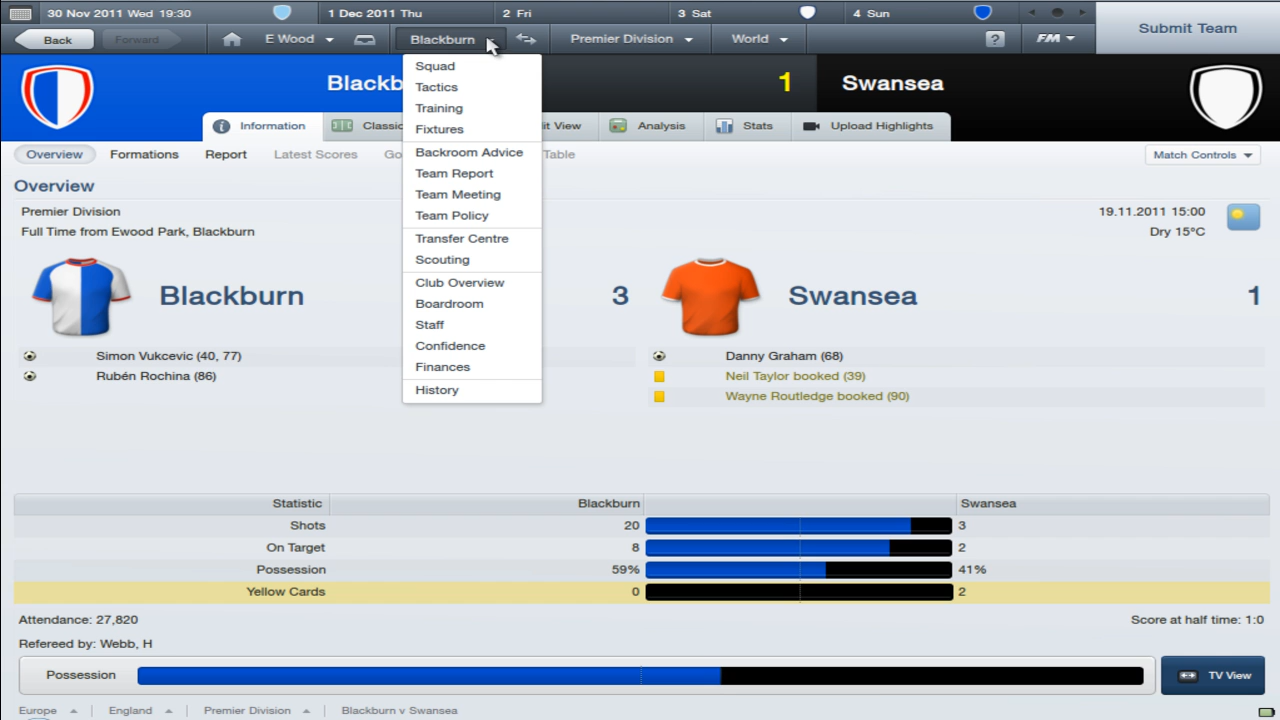 30 Nov 2011 Wed 19:30
1 Dec 2011 Thu
2 Fri
3 Sat
4 Sun
Submit Team
Back
Forward
E Wood
Blackburn
Premier Division
World
?
FM
Blackb
1
Swansea
Squad
Tactics
Training
Fixtures
Backroom Advice
Team Report
Team Meeting
Team Policy
Transfer Centre
Scouting
Club Overview
Boardroom
Staff
Confidence
Finances
History
Information
Classic
it View
Analysis
Stats
Upload Highlights
Overview
Formations
Report
Latest Scores
Go
Table
Match Controls
Overview
Premier Division
19.11.2011 15:00
Full Time from Ewood Park, Blackburn
Dry 15°C
Blackburn 3
Swansea 1
Simon Vukcevic (40, 77)
Rubén Rochina (86)
Danny Graham (68)
Neil Taylor booked (39)
Wayne Routledge booked (90)
Statistic Blackburn Swansea
Shots 20 3
On Target 8 2
Possession 59% 41%
Yellow Cards 0 2
Attendance: 27,820
Score at half time: 1:0
Refereed by: Webb, H
Possession
TV View
Europe | England | Premier Division | Blackburn v Swansea